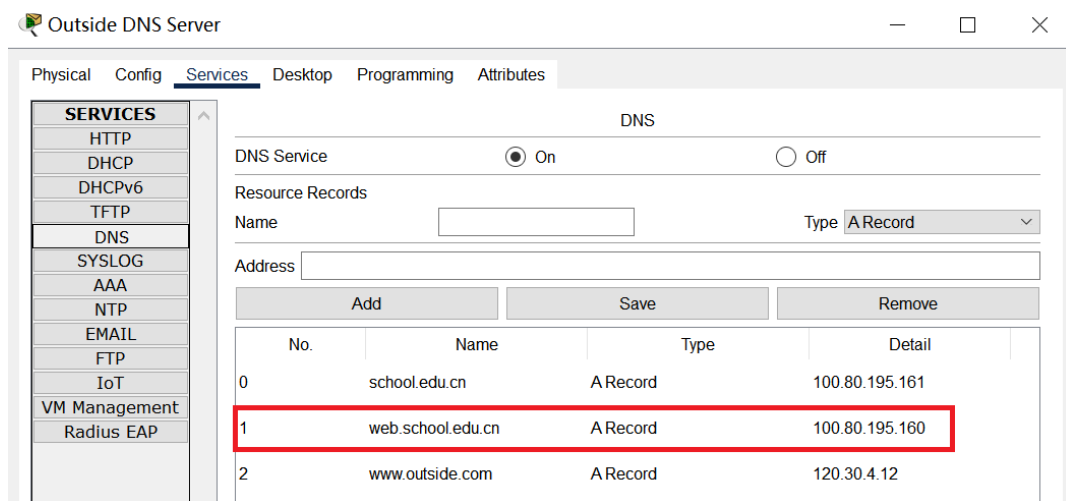 Outside DNS Server
Physical Config Services Desktop Programming Attributes
SERVICES
HTTP
DHCP
DHCPv6
TFTP
DNS
SYSLOG
AAA
NTP
EMAIL
FTP
IoT
VM Management
Radius EAP
DNS
DNS Service On Off
Resource Records
Name Type A Record
Address
Add Save Remove
No. Name Type Detail
0 school.edu.cn A Record 100.80.195.161
1 web.school.edu.cn A Record 100.80.195.160
2 www.outside.com A Record 120.30.4.12